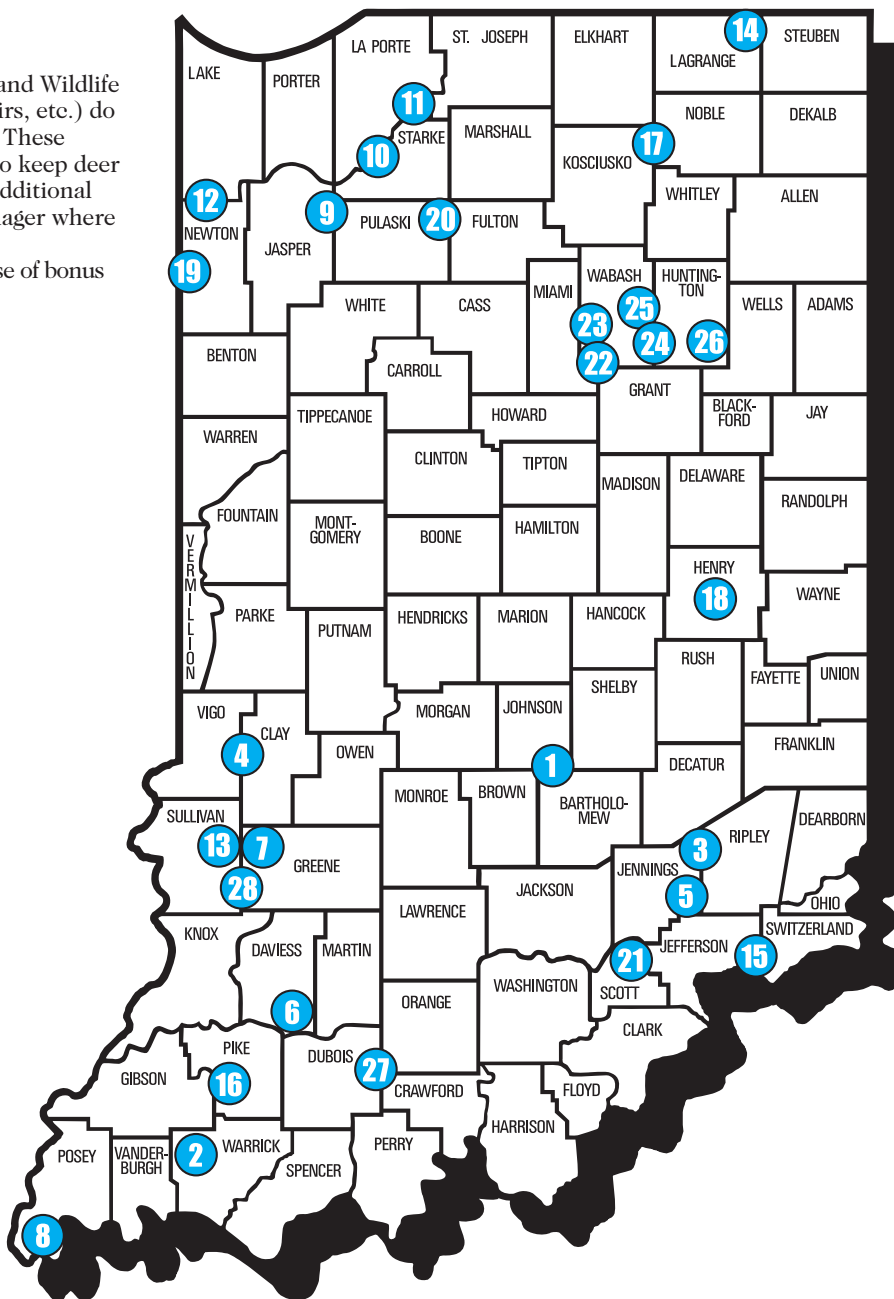 and Wildlife
irs, etc.) do
These
o keep deer
dditional
nager where
se of bonus
14
ST. JOSEPH
ELKHART
STEUBEN
LA PORTE
LAGRANGE
LAKE
PORTER
11
NOBLE
DEKALB
STARKE
MARSHALL
17
10
KOSCIUSKO
WHITLEY
ALLEN
12
9
20
NEWTON
PULASKI
FULTON
JASPER
19
WABASH
HUNTING-
TON
MIAMI
WHITE
CASS
25
WELLS
ADAMS
23
24
26
BENTON
22
CARROLL
GRANT
TIPPECANOE
HOWARD
BLACK-
FORD
JAY
WARREN
CLINTON
TIPTON
MADISON
DELAWARE
RANDOLPH
FOUNTAIN
MONT-
GOMERY
BOONE
HAMILTON
VERMILLION
HENRY
18
WAYNE
PARKE
PUTNAM
HENDRICKS
MARION
HANCOCK
RUSH
FAYETTE
UNION
SHELBY
VIGO
MORGAN
JOHNSON
CLAY
4
OWEN
1
FRANKLIN
DECATUR
MONROE
BROWN
BARTHOLO-
MEW
SULLIVAN
DEARBORN
13
7
RIPLEY
3
GREENE
JENNINGS
28
JACKSON
5
OHIO
LAWRENCE
KNOX
SWITZERLAND
DAVIESS
MARTIN
JEFFERSON
21
15
WASHINGTON
SCOTT
6
ORANGE
CLARK
PIKE
DUBOIS
27
GIBSON
16
CRAWFORD
FLOYD
HARRISON
POSEY
VANDER-
BURGH
2
WARRICK
PERRY
SPENCER
8